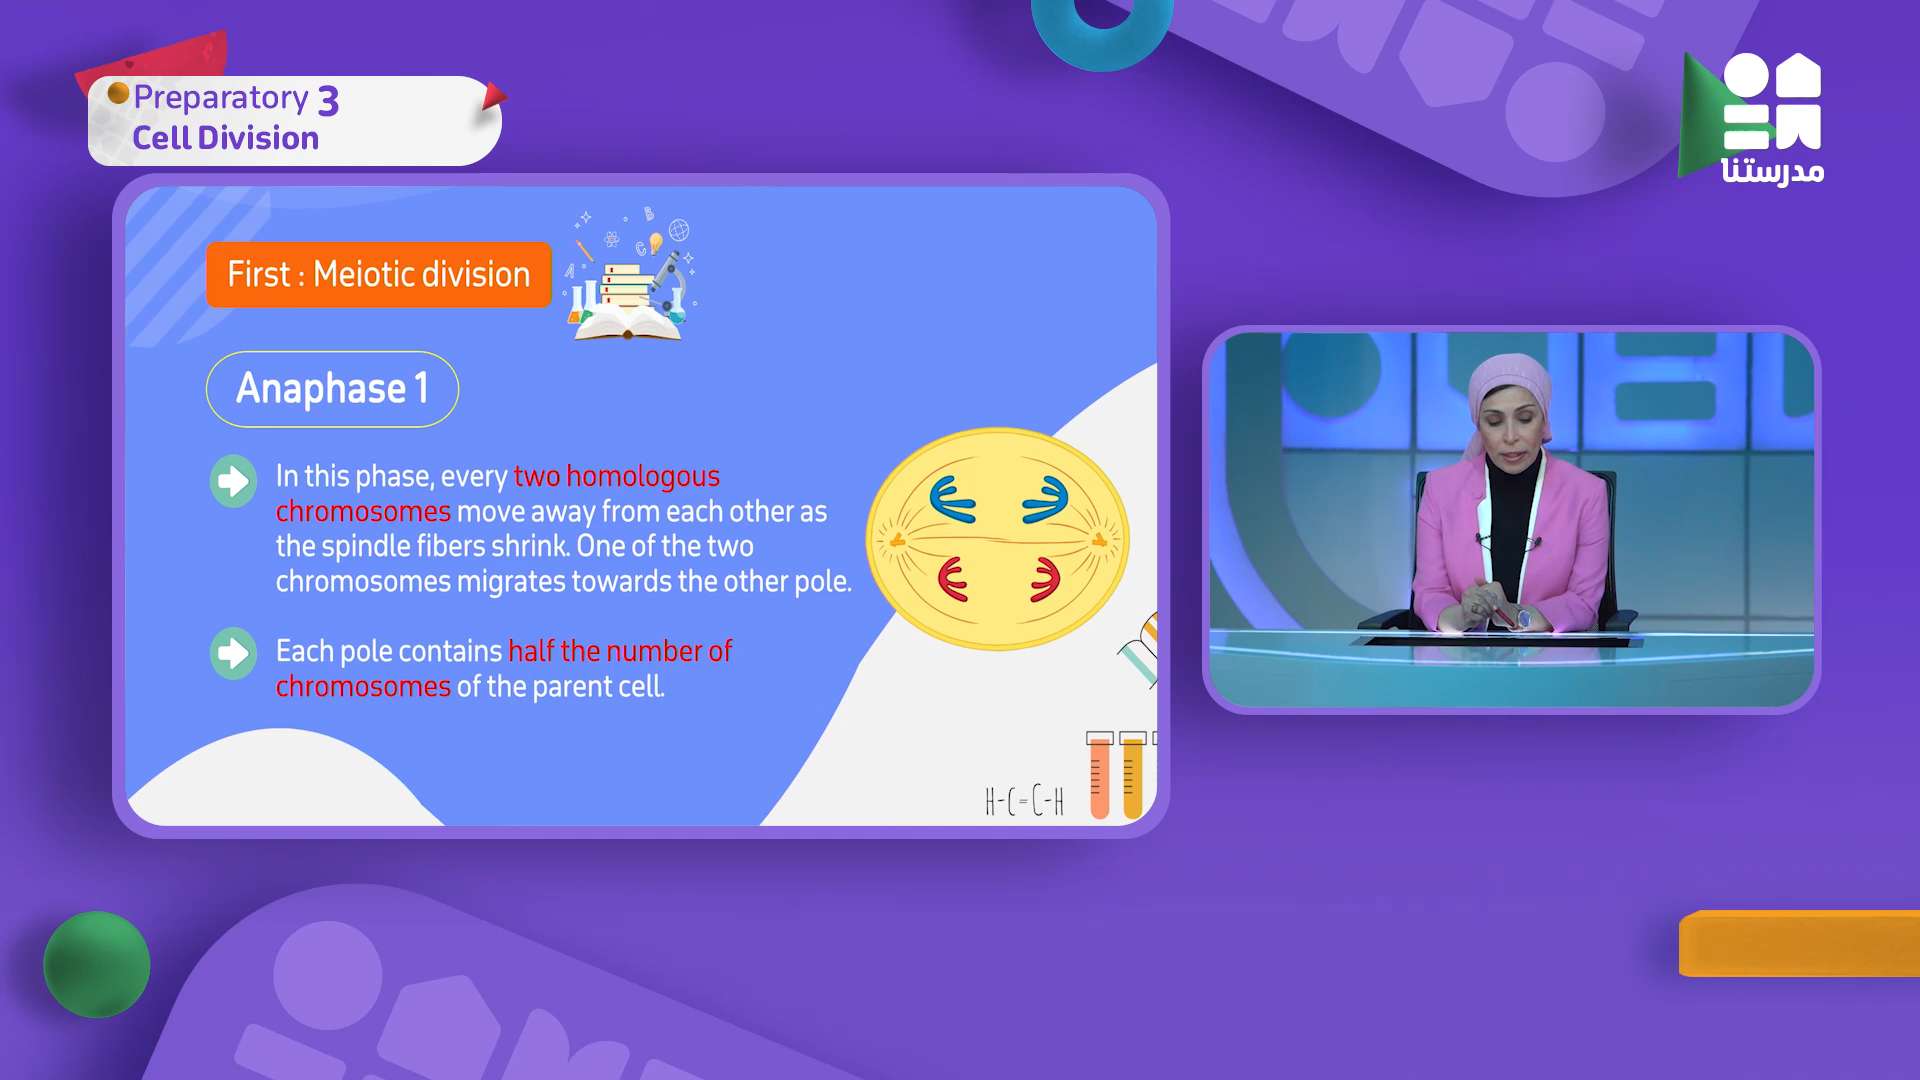 Preparatory 3
Cell Division
مدرستنا
First : Meiotic division
A
B
C
Anaphase 1
In this phase, every two homologous
chromosomes move away from each other as
the spindle fibers shrink. One of the two
chromosomes migrates towards the other pole.
Each pole contains half the number of
chromosomes of the parent cell.
H-C=C-H